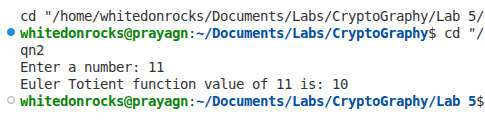 cd "/home/whitedonrocks/Documents/Labs/CryptoGraphy/Lab 5/
whitedonrocks@prayagn:~/Documents/Labs/CryptoGraphy$ cd "/
qn2
Enter a number: 11
Euler Totient function value of 11 is: 10
whitedonrocks@prayagn:~/Documents/Labs/CryptoGraphy/Lab 5$